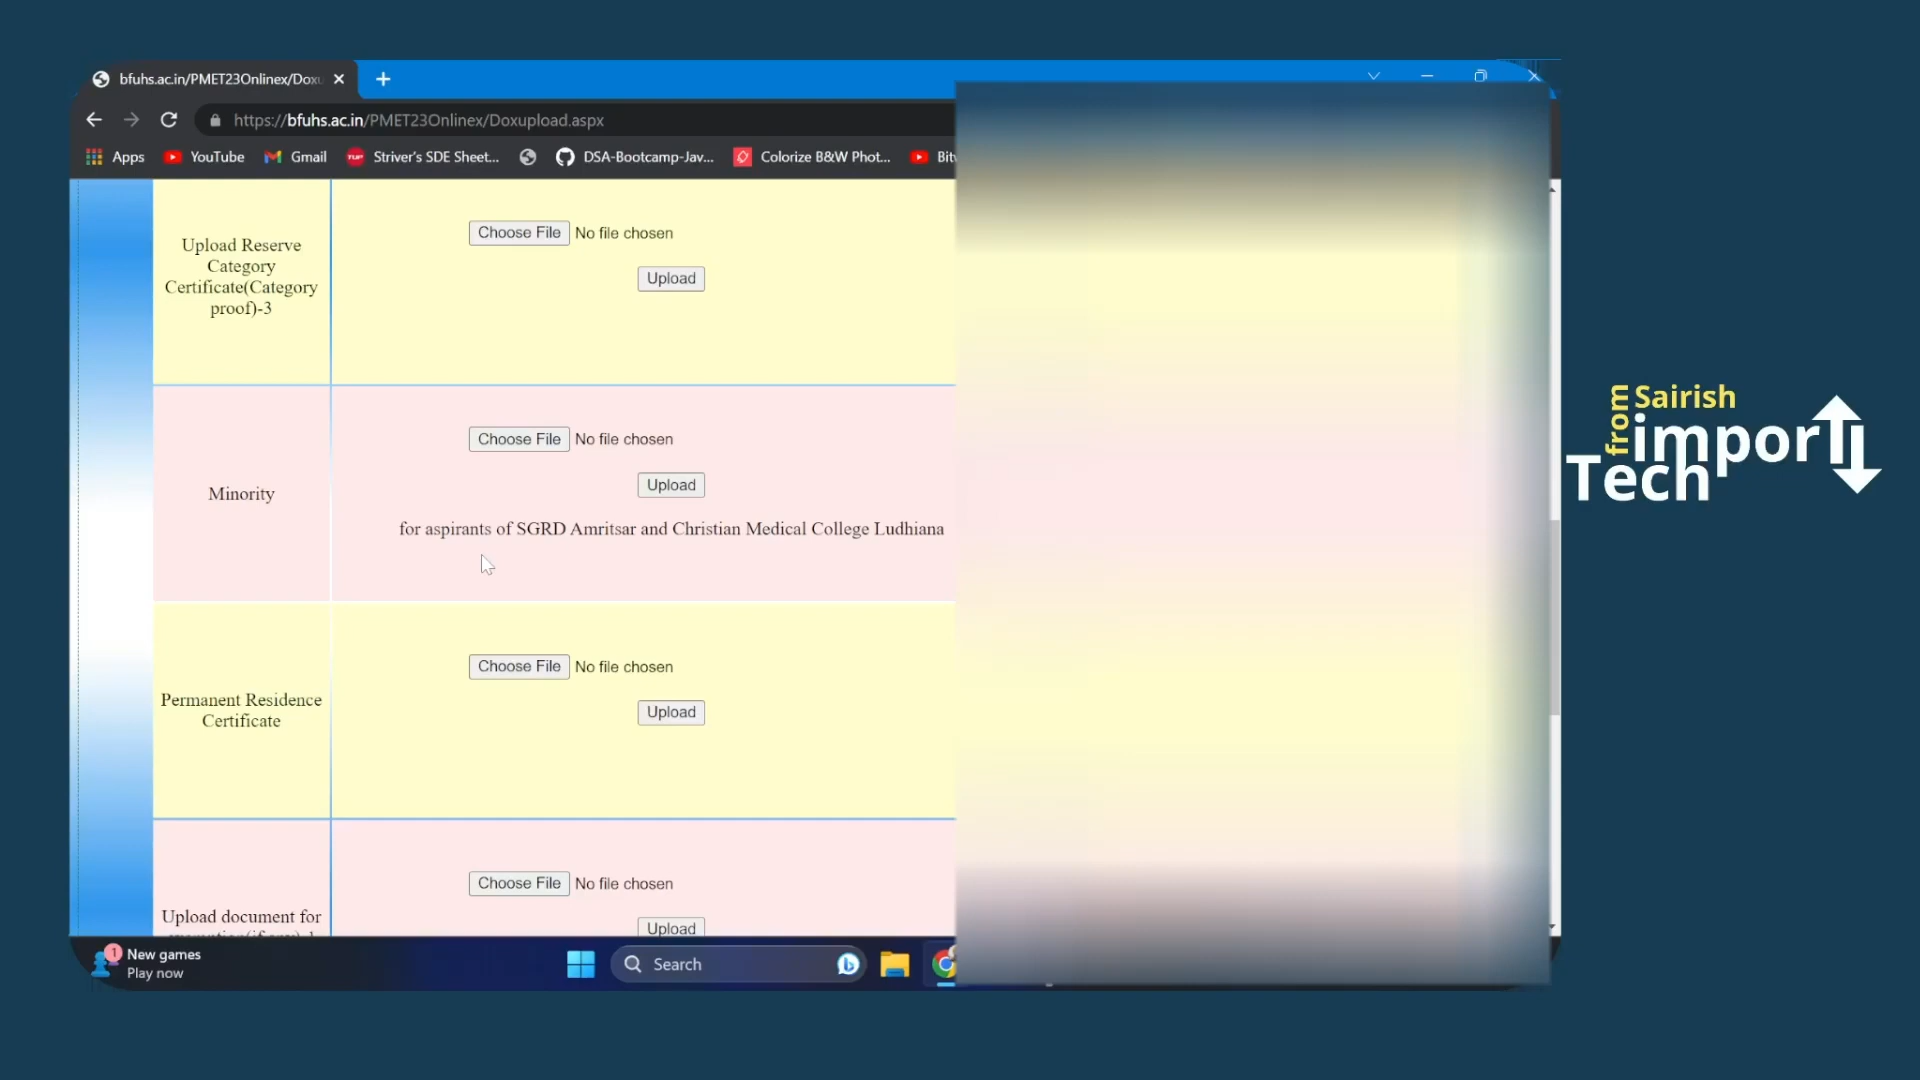 bfuhs.ac.in/PMET23Onlinex/Doxu
https://bfuhs.ac.in/PMET23Onlinex/Doxupload.aspx
Apps YouTube Gmail TUF Striver's SDE Sheet... DSA-Bootcamp-Jav... Colorize B&W Phot... Bitw
Upload Reserve
Category
Certificate(Category
proof)-3
Choose File No file chosen
Upload
Minority
Choose File No file chosen
Upload
for aspirants of SGRD Amritsar and Christian Medical College Ludhiana
Permanent Residence
Certificate
Choose File No file chosen
Upload
Upload document for
Choose File No file chosen
Upload
1 New games
Play now
Search
from Sairish
import
Tech